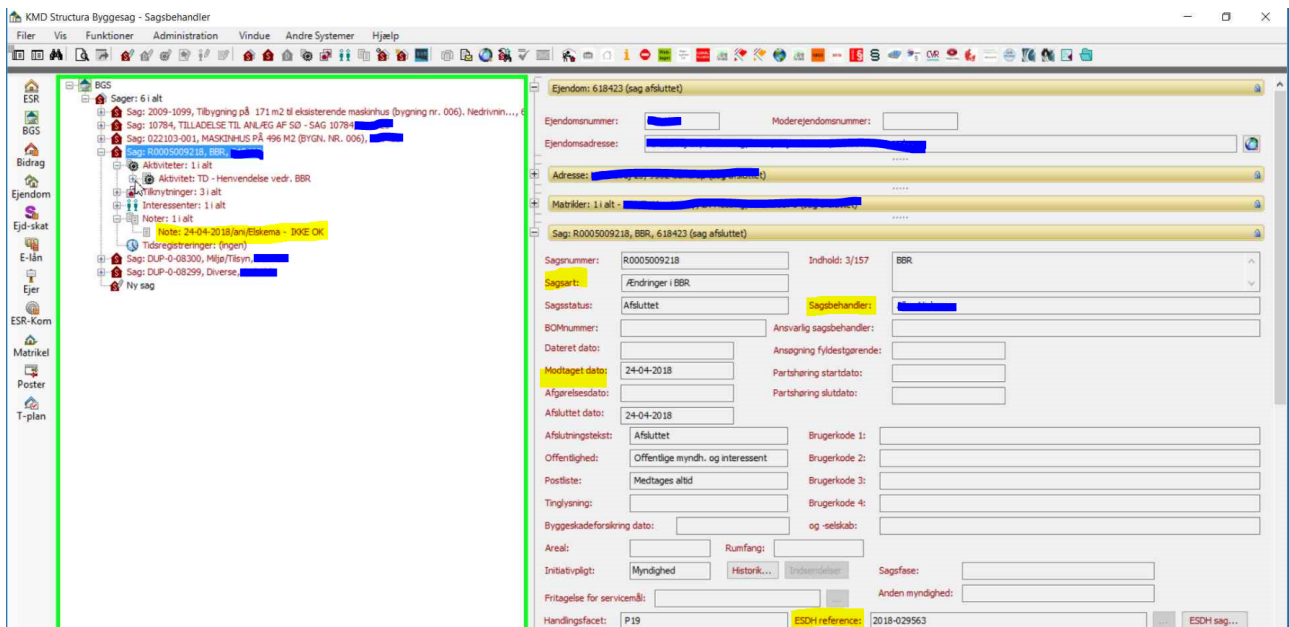 KMD Structura Byggesag - Sagsbehandler
Filer Vis Funktioner Administration Vindue Andre Systemer Hjælp
ESR
BGS
Bidrag
Ejendom
Ejd-skat
E-lån
Ejer
ESR-Kom
Matrikel
Poster
T-plan
BGS
Sager: 6 i alt
Sag: 2009-1099, Tilbygning på 171 m2 til eksisterende maskinhus (bygning nr. 006). Nedrivnin...,
Sag: 10784, TILLADELSE TIL ANLÆG AF SØ - SAG 10784
Sag: 022103-001, MASKINHUS PÅ 496 M2 (BYGN. NR. 006),
Sag: R0005009218, BBR,
Aktiviteter: 1 i alt
Aktivitet: TD - Henvendelse vedr. BBR
Tilknytninger: 3 i alt
Interessenter: 1 i alt
Noter: 1 i alt
Note: 24-04-2018/ani/Elskema - IKKE OK
Tidsregistreringer: (ingen)
Sag: DUP-0-08300, Miljø/Tilsyn,
Sag: DUP-0-08299, Diverse,
Ny sag
Ejendom: 618423 (sag afsluttet)
Ejendomsnummer: Moderejendomsnummer:
Ejendomsadresse:
Adresse:
Matrikler: 1 i alt -
Sag: R0005009218, BBR, 618423 (sag afsluttet)
Sagsnummer: R0005009218 Indhold: 3/157 BBR
Sagsart: Ændringer i BBR
Sagsstatus: Afsluttet Sagsbehandler:
BOMnummer: Ansvarlig sagsbehandler:
Dateret dato: Ansøgning fyldestgørende:
Modtaget dato: 24-04-2018 Partshøring startdato:
Afgørelsesdato: Partshøring slutdato:
Afsluttet dato: 24-04-2018
Afslutningstekst: Afsluttet Brugerkode 1:
Offentlighed: Offentlige myndh. og interessent Brugerkode 2:
Postliste: Medtages altid Brugerkode 3:
Tinglysning: Brugerkode 4:
Byggeskadeforsikring dato: og -selskab:
Areal: Rumfang:
Initiativpligt: Myndighed Historik... Indsendelser Sagsfase:
Fritagelse for servicemål: ... Anden myndighed:
Handlingsfacet: P19 ESDH reference: 2018-029563 ... ESDH sag...